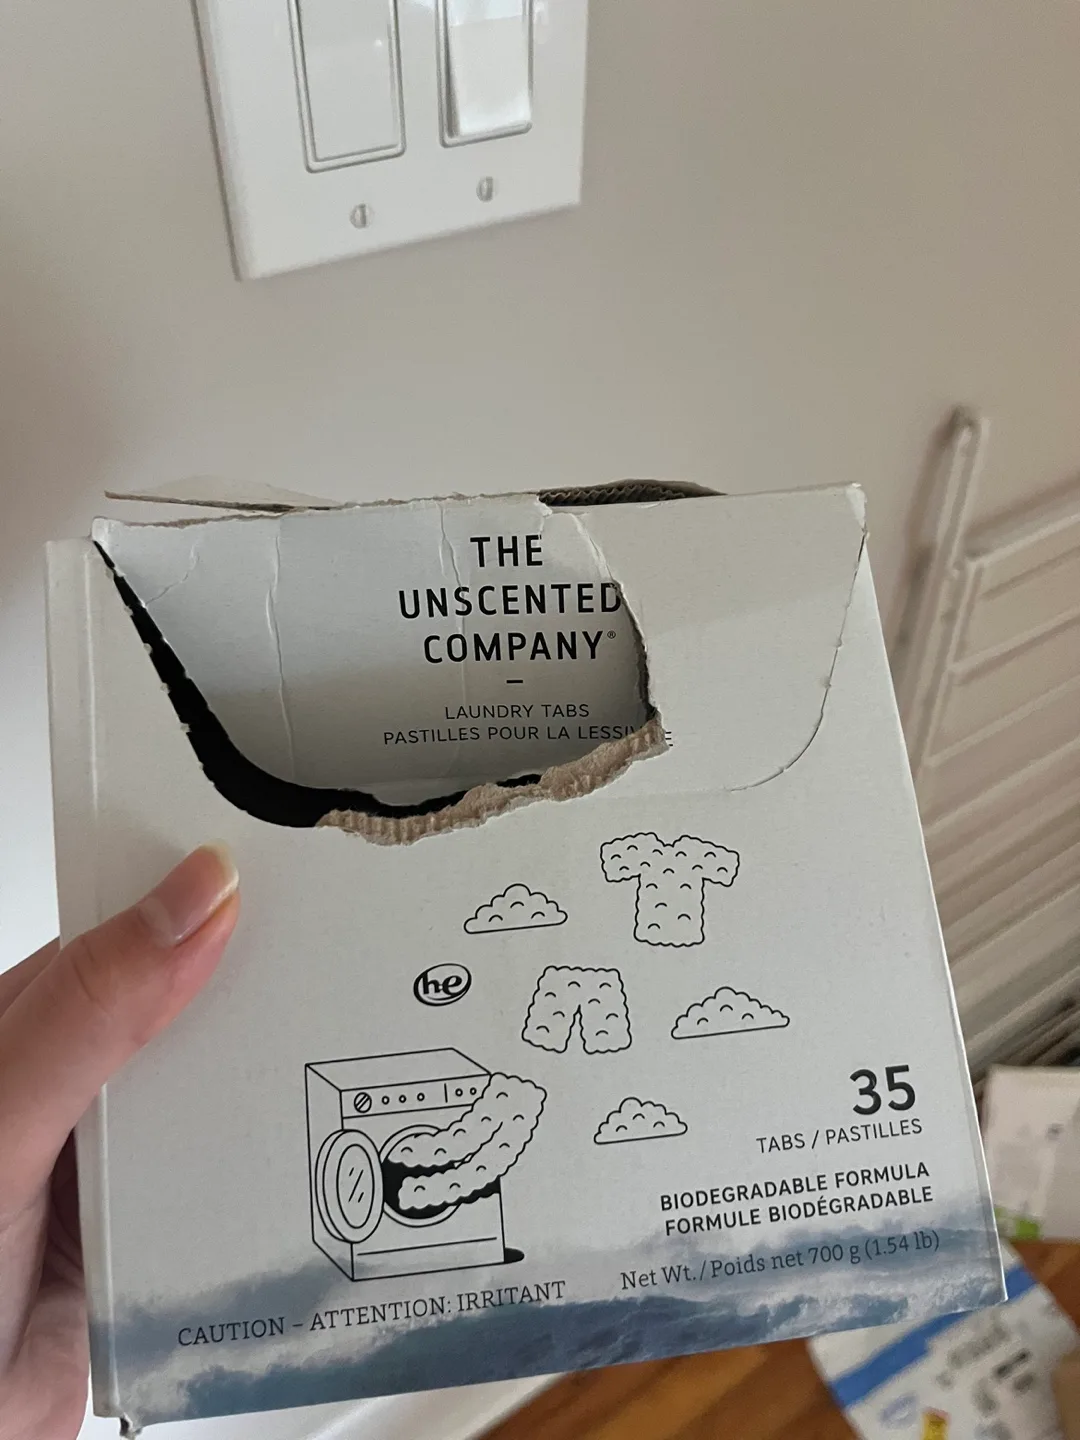 THE
UNSCENTED
COMPANY®
LAUNDRY TABS
PASTILLES POUR LA LESSIVE
he
35
TABS / PASTILLES
BIODEGRADABLE FORMULA
FORMULE BIODÉGRADABLE
Net Wt./Poids net 700 g (1.54 lb)
CAUTION – ATTENTION: IRRITANT